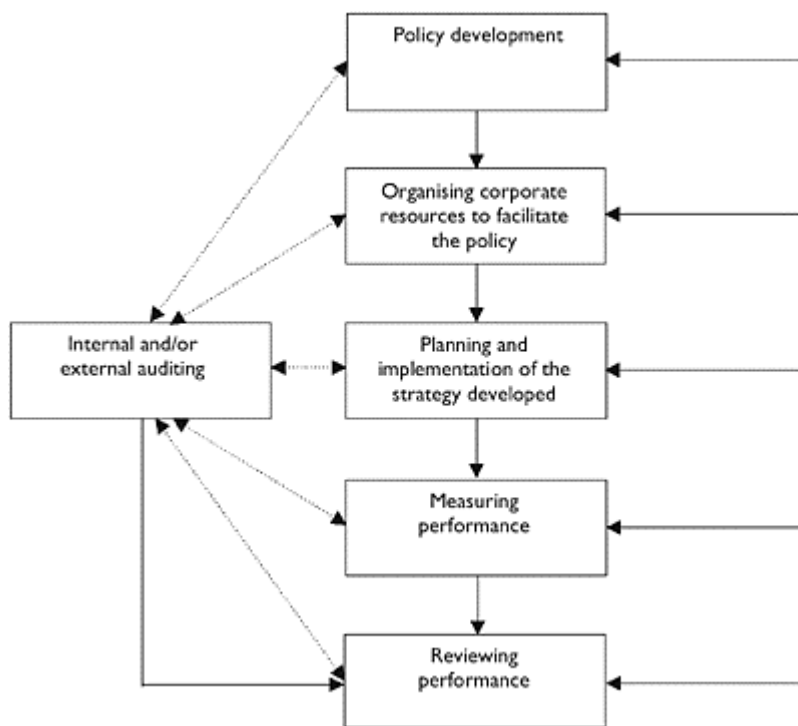 Policy development
Organising corporate
resources to facilitate
the policy
Internal and/or
external auditing
Planning and
implementation of the
strategy developed
Measuring
performance
Reviewing
performance